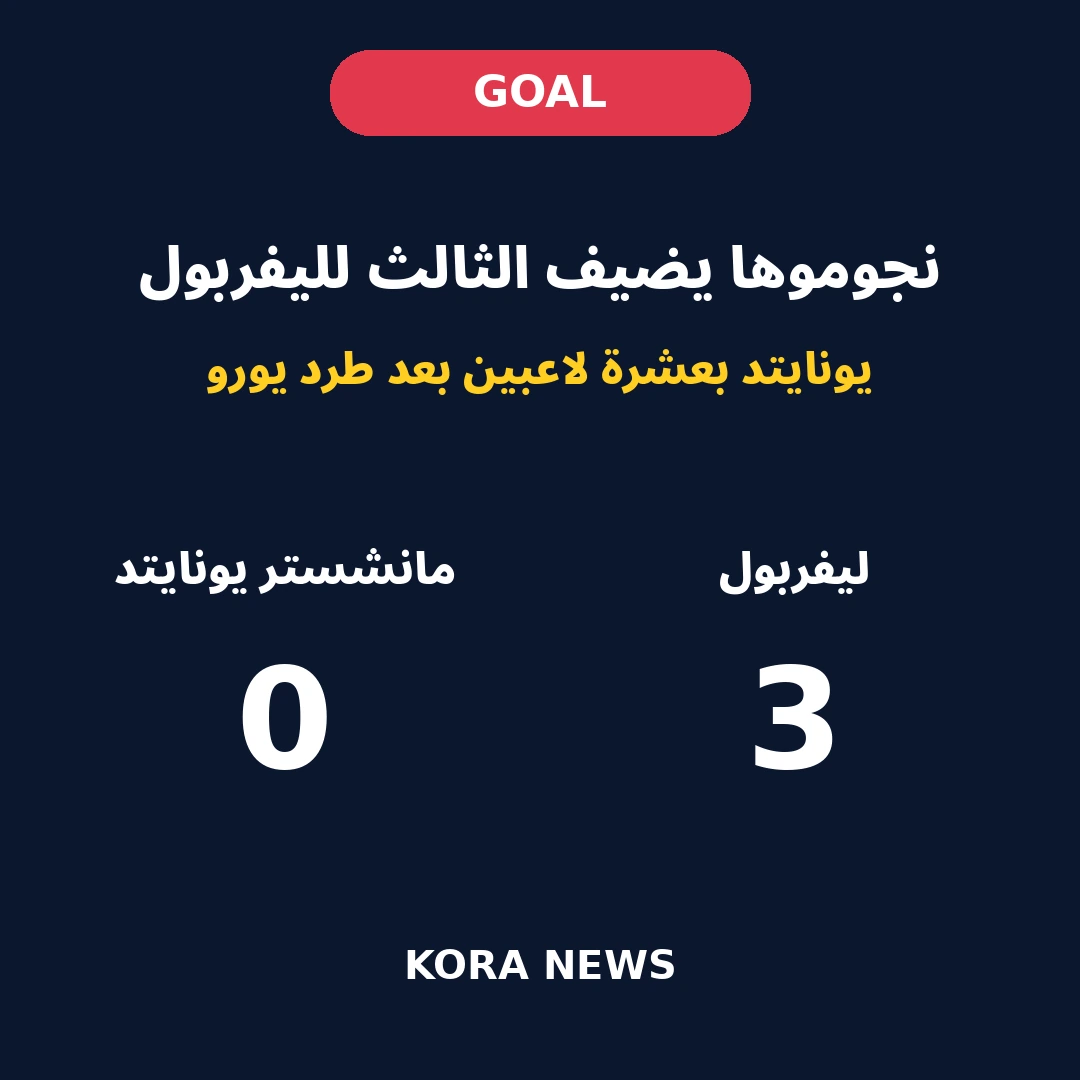 GOAL
نجوموها يضيف الثالث لليفربول
يونايتد بعشرة لاعبين بعد طرد يورو
ليفربول
مانشستر يونايتد
3
0
KORA NEWS